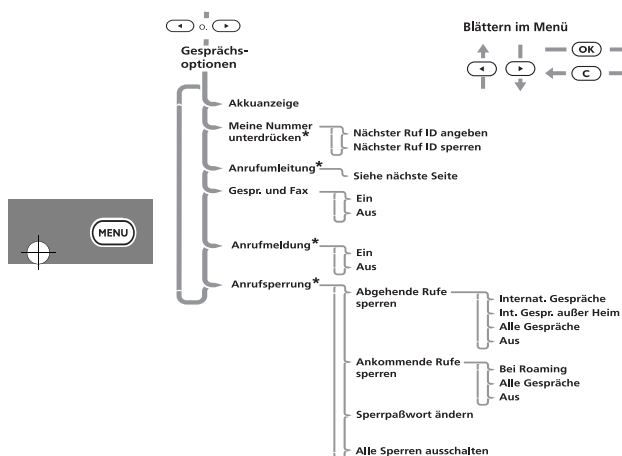 o.
Gesprächs-
optionen
Blättern im Menü
OK
C
Akkuanzeige
Meine Nummer
unterdrücken*
Nächster Ruf ID angeben
Nächster Ruf ID sperren
Anrufumleitung*
Siehe nächste Seite
Gespr. und Fax
Ein
Aus
MENU
Anrufmeldung*
Ein
Aus
Anrufsperrung*
Abgehende Rufe
sperren
Internat. Gespräche
Int. Gespr. außer Heim
Alle Gespräche
Aus
Ankommende Rufe
sperren
Bei Roaming
Alle Gespräche
Aus
Sperrpaßwort ändern
Alle Sperren ausschalten